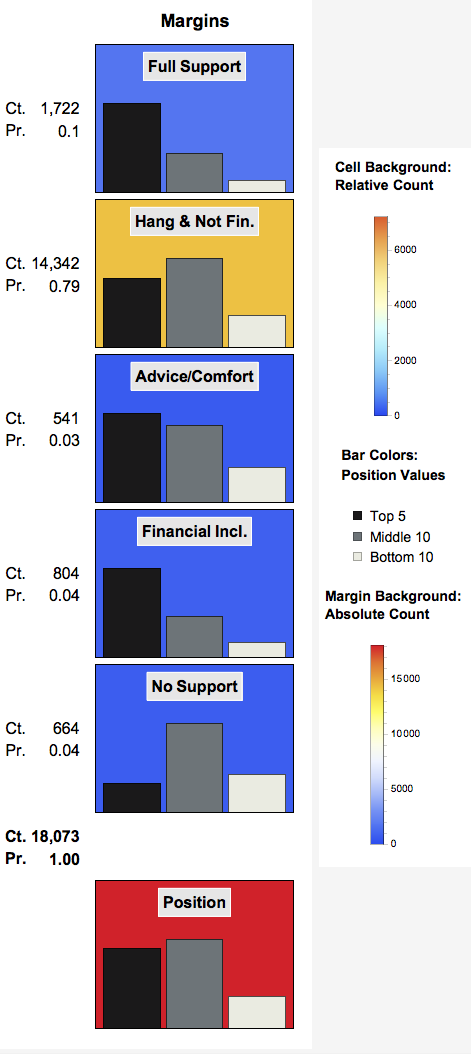 Margins
Full Support
Ct. 1,722
Pr. 0.1
Hang & Not Fin.
Ct. 14,342
Pr. 0.79
Advice/Comfort
Ct. 541
Pr. 0.03
Financial Incl.
Ct. 804
Pr. 0.04
No Support
Ct. 664
Pr. 0.04
Ct. 18,073
Pr. 1.00
Position
Cell Background:
Relative Count
6000
4000
2000
0
Bar Colors:
Position Values
Top 5
Middle 10
Bottom 10
Margin Background:
Absolute Count
15000
10000
5000
0